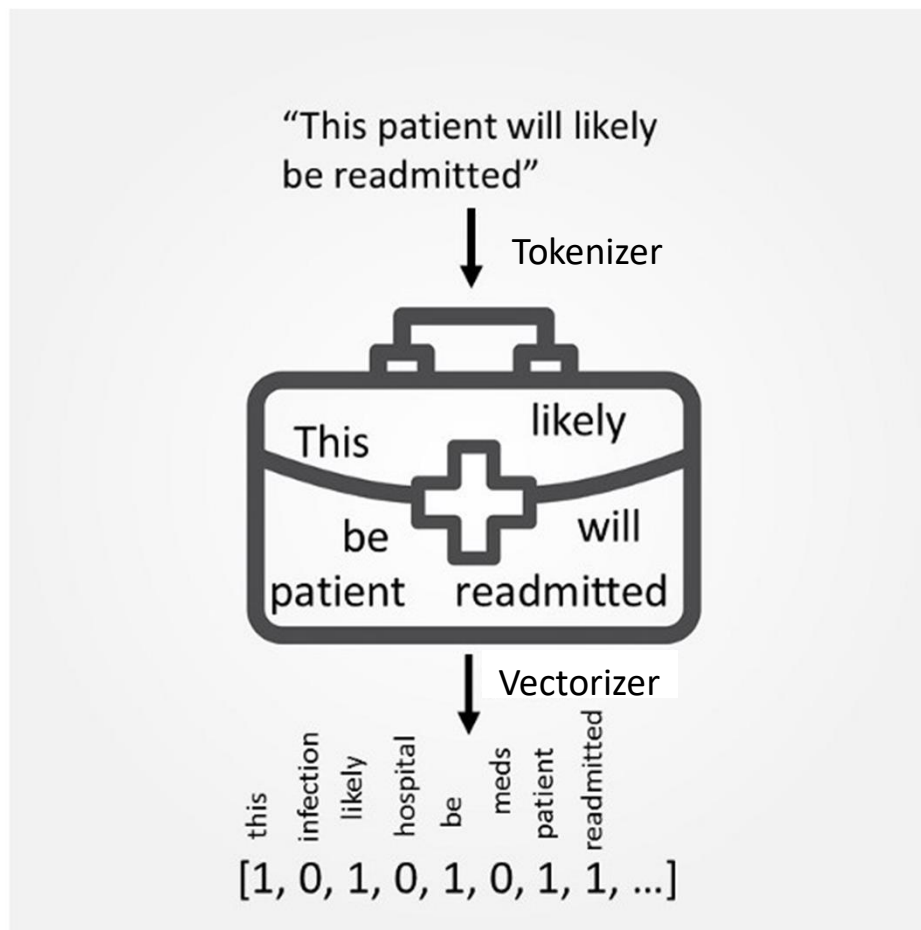 “This patient will likely
be readmitted”
Tokenizer
This
likely
be
will
patient
readmitted
Vectorizer
this
infection
likely
hospital
be
meds
patient
readmitted
[1, 0, 1, 0, 1, 0, 1, 1, ...]